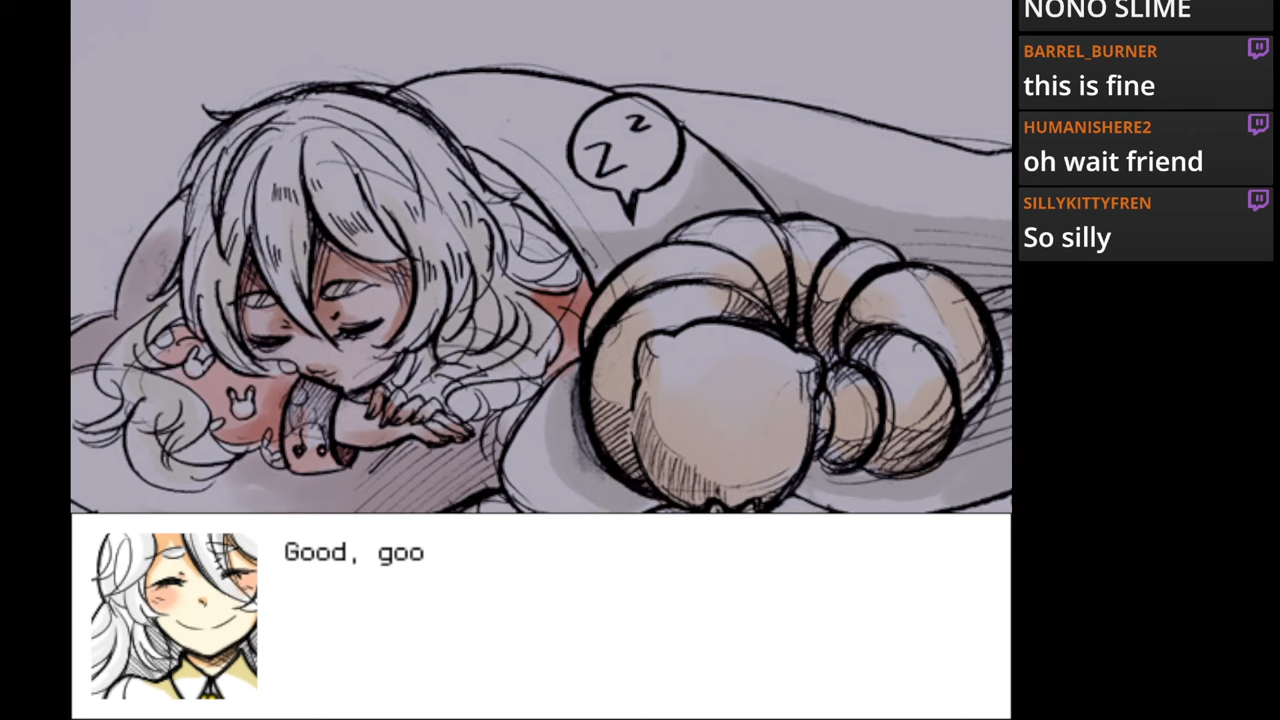 z
z
Good, goo
NONO SLIME
BARREL_BURNER
this is fine
HUMANISHERE2
oh wait friend
SILLYKITTYFREN
So silly